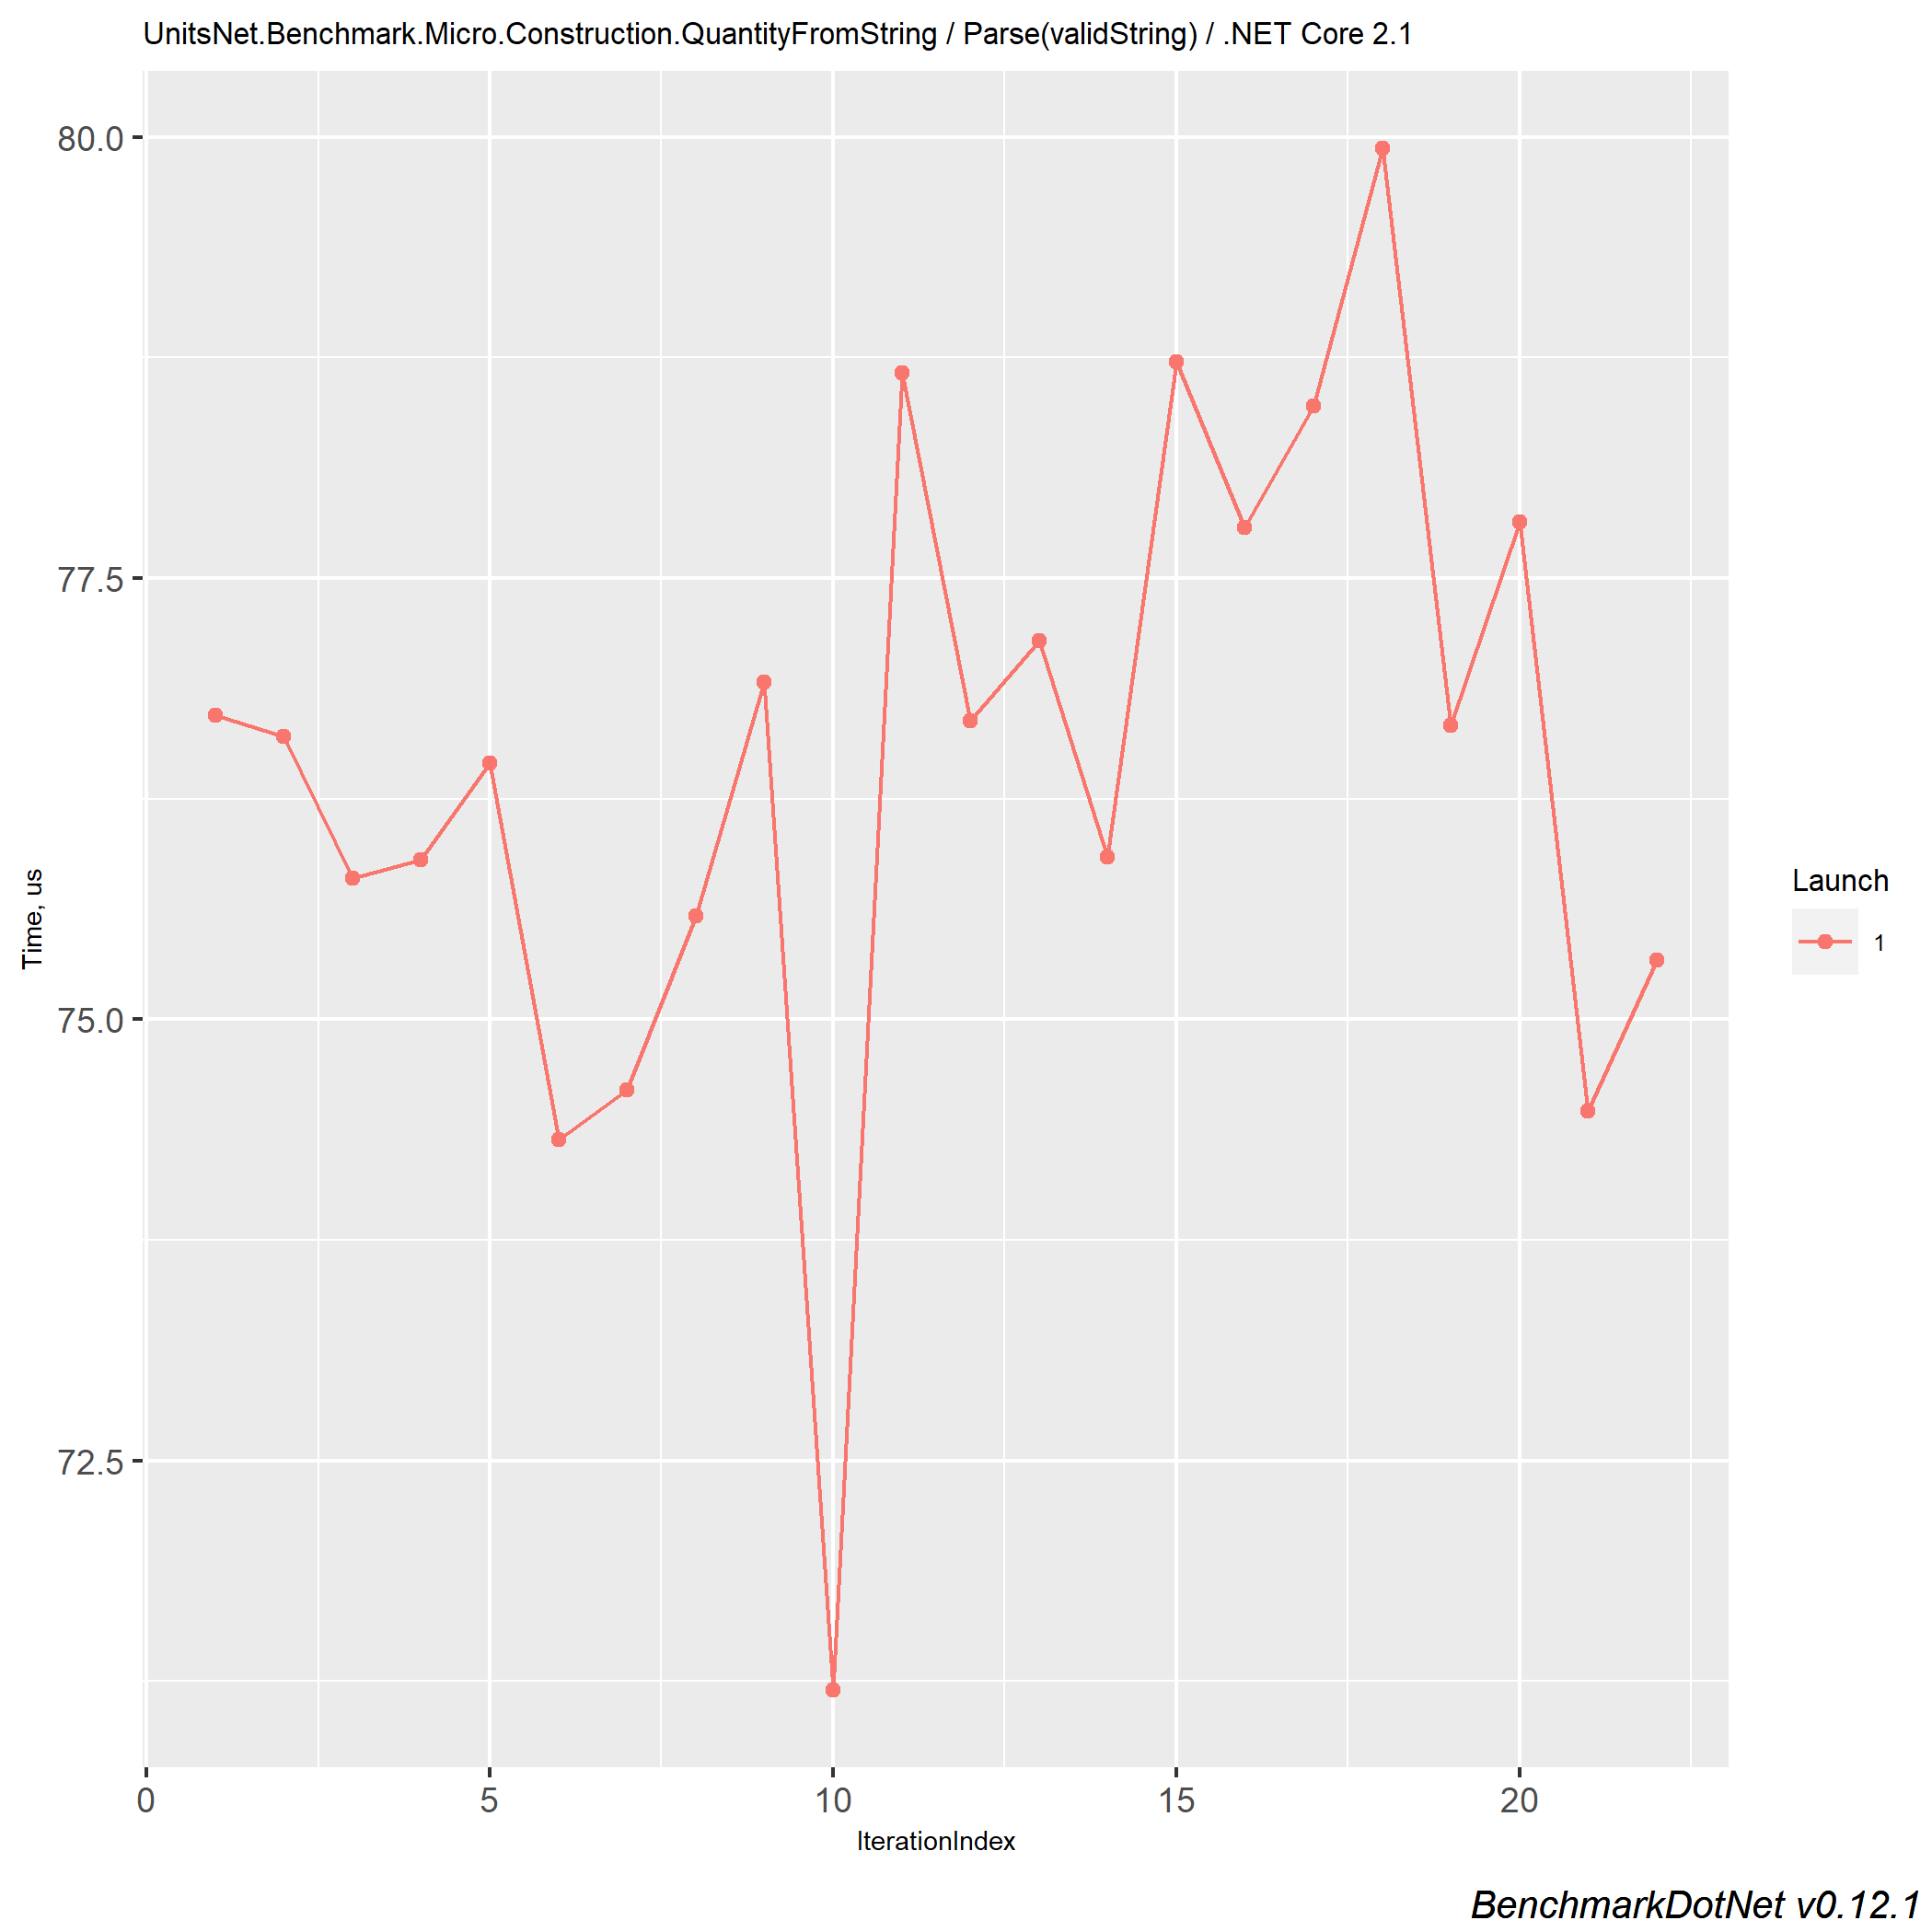 UnitsNet.Benchmark.Micro.Construction.QuantityFromString / Parse(validString) / .NET Core 2.1
80.0
77.5
75.0
72.5
Time, us
0 5 10 15 20
IterationIndex
Launch
1
BenchmarkDotNet v0.12.1